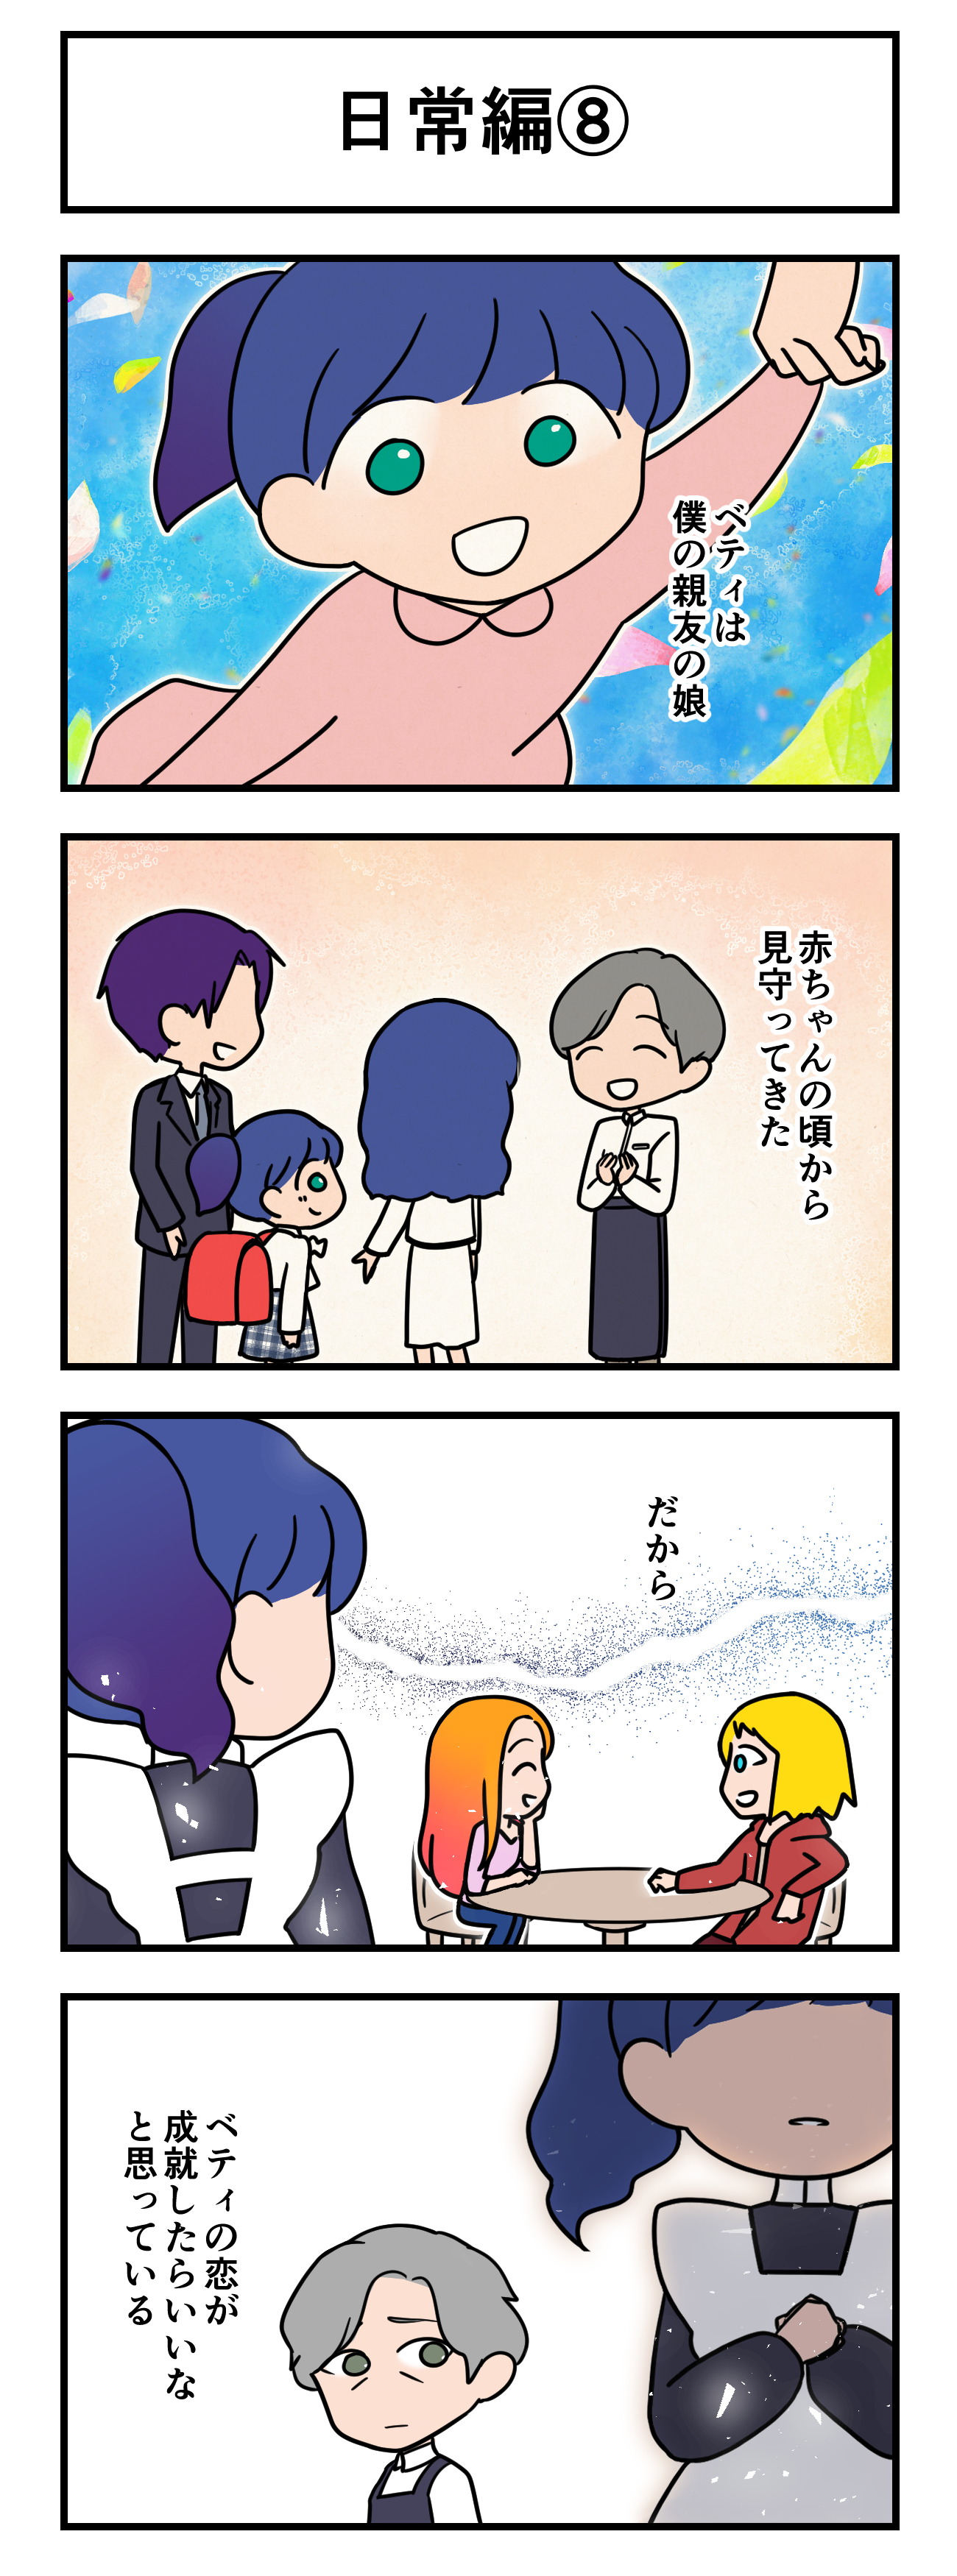 日常編⑧
ベティは
僕の親友の娘
赤ちゃんの頃から
見守ってきた
だから
ベティの恋が
成就したらいいな
と思っている